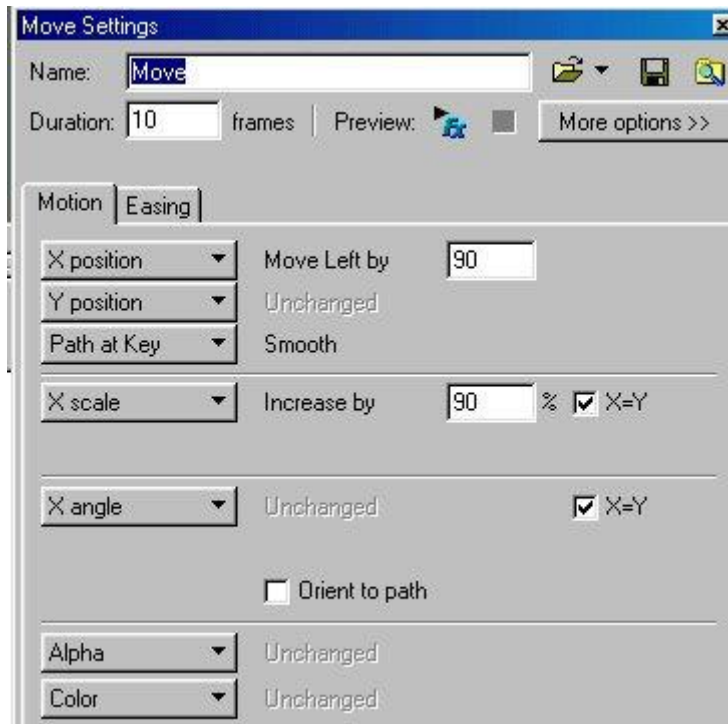 Move Settings
Name: Move
Duration: 10 frames Preview: More options >>
Motion Easing
X position Move Left by 90
Y position Unchanged
Path at Key Smooth
X scale Increase by 90 % X=Y
X angle Unchanged X=Y
Orient to path
Alpha Unchanged
Color Unchanged